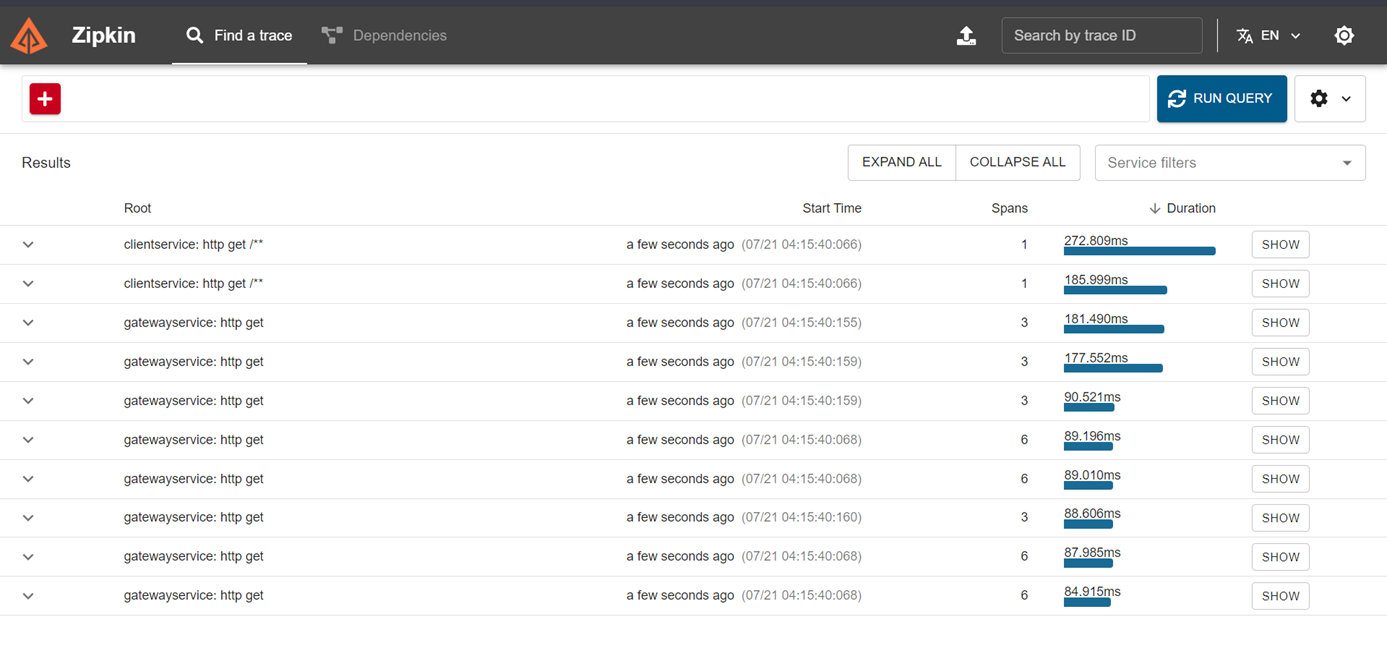 Zipkin Find a trace Dependencies Search by trace ID EN
RUN QUERY
Results EXPAND ALL COLLAPSE ALL Service filters
Root Start Time Spans Duration
clientservice: http get /** a few seconds ago (07/21 04:15:40:066) 1 272.809ms SHOW
clientservice: http get /** a few seconds ago (07/21 04:15:40:066) 1 185.999ms SHOW
gatewayservice: http get a few seconds ago (07/21 04:15:40:155) 3 181.490ms SHOW
gatewayservice: http get a few seconds ago (07/21 04:15:40:159) 3 177.552ms SHOW
gatewayservice: http get a few seconds ago (07/21 04:15:40:159) 3 90.521ms SHOW
gatewayservice: http get a few seconds ago (07/21 04:15:40:068) 6 89.196ms SHOW
gatewayservice: http get a few seconds ago (07/21 04:15:40:068) 6 89.010ms SHOW
gatewayservice: http get a few seconds ago (07/21 04:15:40:160) 3 88.606ms SHOW
gatewayservice: http get a few seconds ago (07/21 04:15:40:068) 6 87.985ms SHOW
gatewayservice: http get a few seconds ago (07/21 04:15:40:068) 6 84.915ms SHOW